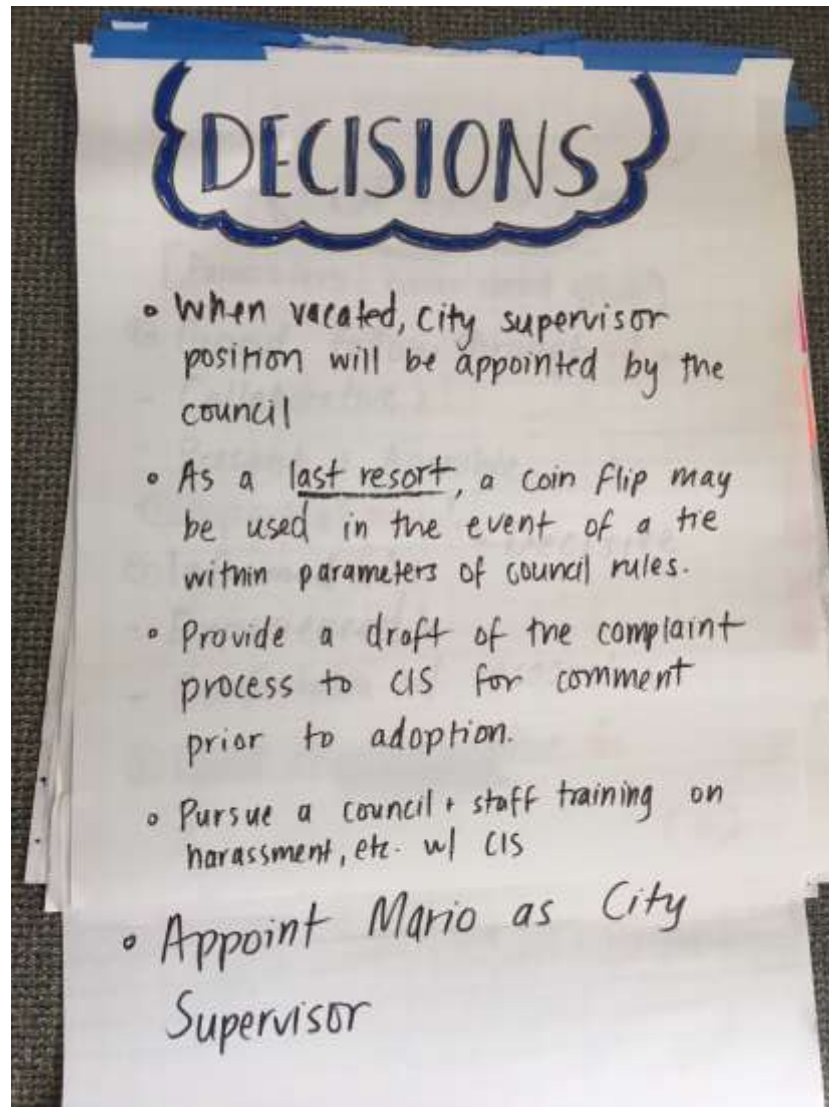 DECISIONS
• When vacated, city supervisor
position will be appointed by the
council
• As a last resort, a coin flip may
be used in the event of a tie
within parameters of council rules.
• Provide a draft of the complaint
process to CIS for comment
prior to adoption.
• Pursue a council + staff training on
harassment, etc. w/ CIS
• Appoint Mario as City
Supervisor